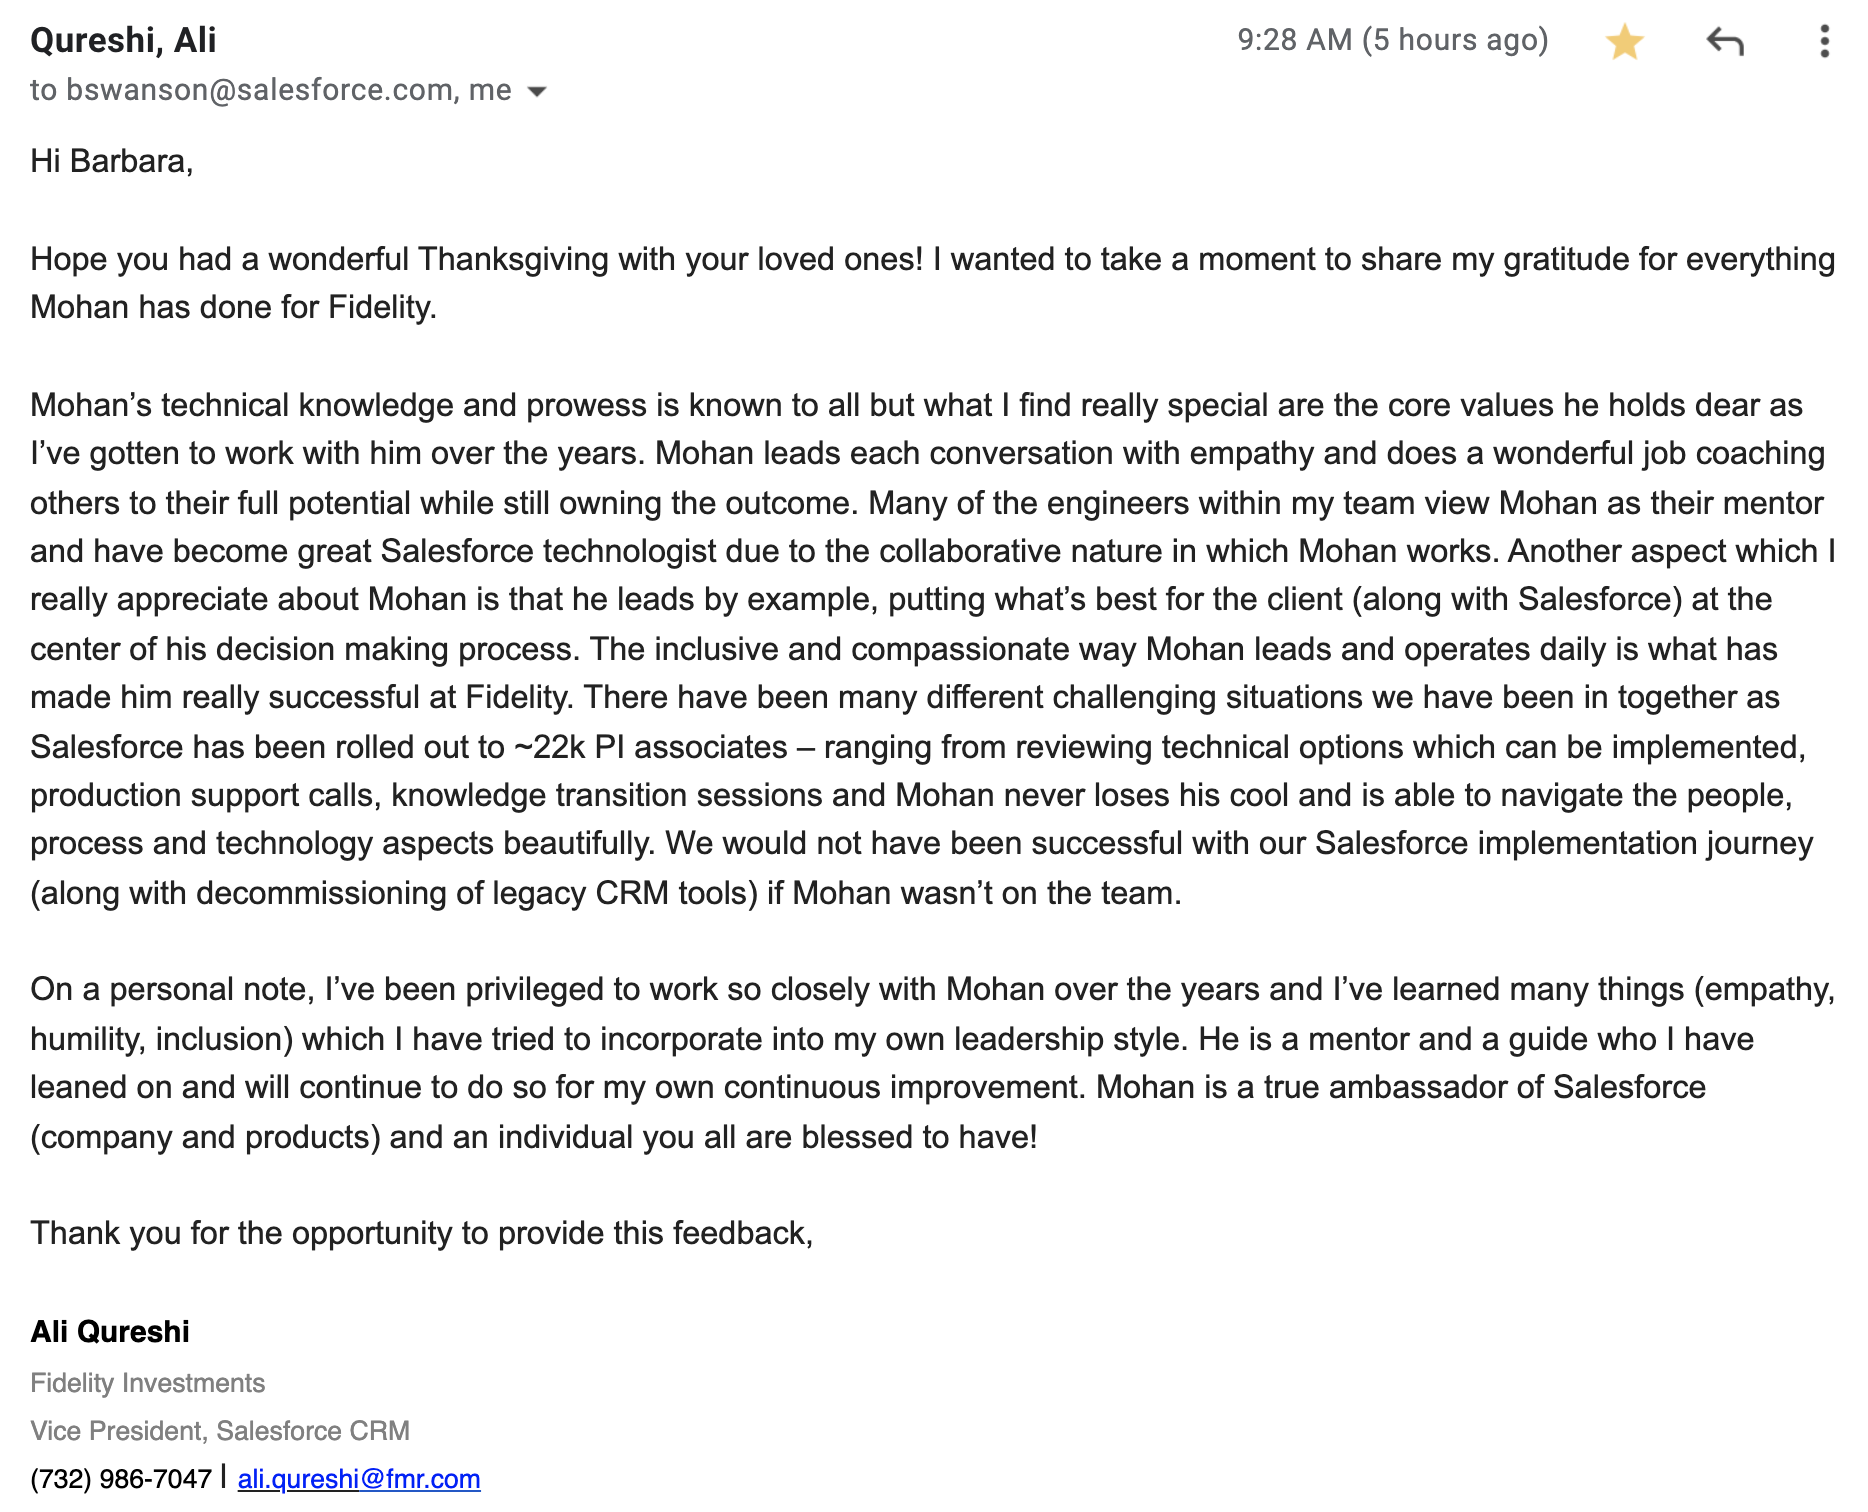 Qureshi, Ali
9:28 AM (5 hours ago)
to bswanson@salesforce.com, me
Hi Barbara,
Hope you had a wonderful Thanksgiving with your loved ones! I wanted to take a moment to share my gratitude for everything
Mohan has done for Fidelity.
Mohan’s technical knowledge and prowess is known to all but what I find really special are the core values he holds dear as
I’ve gotten to work with him over the years. Mohan leads each conversation with empathy and does a wonderful job coaching
others to their full potential while still owning the outcome. Many of the engineers within my team view Mohan as their mentor
and have become great Salesforce technologist due to the collaborative nature in which Mohan works. Another aspect which I
really appreciate about Mohan is that he leads by example, putting what’s best for the client (along with Salesforce) at the
center of his decision making process. The inclusive and compassionate way Mohan leads and operates daily is what has
made him really successful at Fidelity. There have been many different challenging situations we have been in together as
Salesforce has been rolled out to ~22k PI associates – ranging from reviewing technical options which can be implemented,
production support calls, knowledge transition sessions and Mohan never loses his cool and is able to navigate the people,
process and technology aspects beautifully. We would not have been successful with our Salesforce implementation journey
(along with decommissioning of legacy CRM tools) if Mohan wasn’t on the team.
On a personal note, I’ve been privileged to work so closely with Mohan over the years and I’ve learned many things (empathy,
humility, inclusion) which I have tried to incorporate into my own leadership style. He is a mentor and a guide who I have
leaned on and will continue to do so for my own continuous improvement. Mohan is a true ambassador of Salesforce
(company and products) and an individual you all are blessed to have!
Thank you for the opportunity to provide this feedback,
Ali Qureshi
Fidelity Investments
Vice President, Salesforce CRM
(732) 986-7047 | ali.qureshi@fmr.com